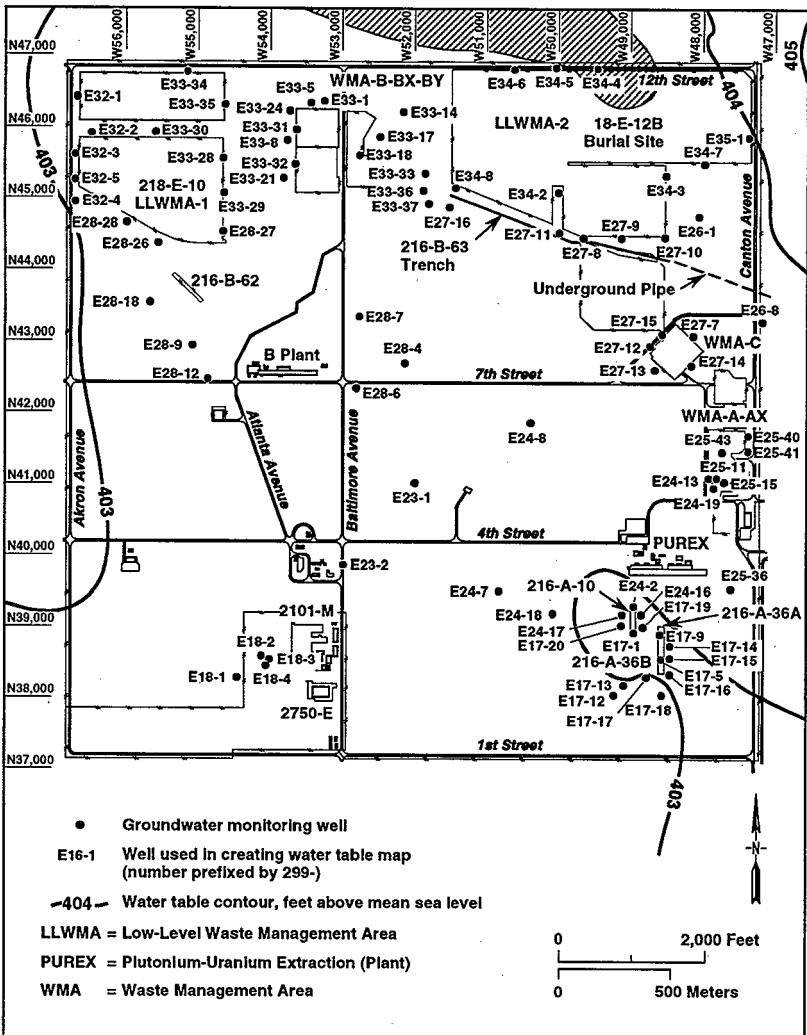 W56,000
W55,000
W54,000
W53,000
W52,000
W51,000
W50,000
W49,000
W48,000
W47,000
405
N47,000
N46,000
N45,000
N44,000
N43,000
N42,000
N41,000
N40,000
N39,000
N38,000
N37,000
12th Street
E33-34
E33-5
WMA-B-BX-BY
E34-6
E34-5
E34-4
404
E32-1
E33-35
E33-24
E33-1
E33-14
LLWMA-2
18-E-12B
Burial Site
E35-1
E32-2
E33-30
E33-31
E33-8
E33-17
E34-7
403
E32-3
E33-28
E33-32
E33-18
E33-33
E34-8
E32-5
218-E-10
LLWMA-1
E33-21
E33-36
E34-2
E34-3
E32-4
E33-29
E33-37
E27-16
E28-28
E28-27
E27-11
E27-9
E26-1
E28-26
216-B-63
Trench
E27-8
E27-10
Canton Avenue
216-B-62
Underground Pipe
E28-18
E28-7
E27-15
E27-7
E26-8
E28-9
B Plant
E28-4
E27-12
WMA-C
E28-12
E27-13
E27-14
7th Street
E28-6
WMA-A-AX
Akron Avenue
Atlanta Avenue
Baltimore Avenue
E24-8
E25-43
E25-40
E25-41
E23-1
E24-13
E25-11
E25-15
403
E24-19
4th Street
PUREX
E23-2
E24-7
216-A-10
E24-2
E24-16
E25-36
2101-M
E24-18
E17-19
216-A-36A
E24-17
E17-20
E17-1
E17-9
E17-14
E18-2
E18-3
216-A-36B
E17-15
E18-1
E18-4
E17-13
E17-5
E17-16
2750-E
E17-12
E17-17
E17-18
1st Street
403
-N-
Groundwater monitoring well
E16-1 Well used in creating water table map
(number prefixed by 299-)
404 Water table contour, feet above mean sea level
LLWMA = Low-Level Waste Management Area
PUREX = Plutonium-Uranium Extraction (Plant)
WMA = Waste Management Area
0 2,000 Feet
0 500 Meters